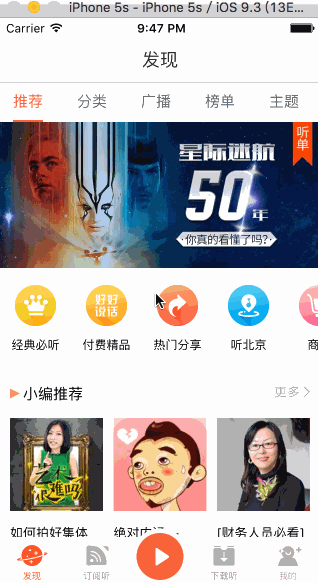 iPhone 5s - iPhone 5s / iOS 9.3 (13E...
Carrier 9:47 PM
发现
推荐 分类 广播 榜单 主题
听单
星际迷航
50年
你真的看懂了吗?
好好说话
经典必听 付费精品 热门分享 听北京 商
小编推荐 更多
很难吗
如何拍好集体 [财务人员必看]
发现 订阅听 下载听 我的